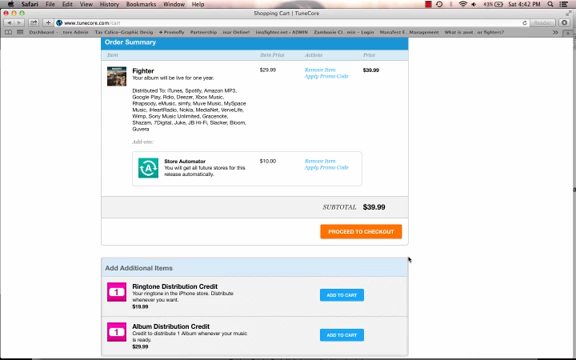 Safari File Edit View History Bookmarks Window Help
43% Sat 4:42 PM
Shopping Cart | TuneCore
www.tunecore.com/cart
Reader
Order Summary
Item Item Price Actions Price
Fighter $29.99 Remove Item $39.99
Your album will be live for one year. Apply Promo Code
Distributed To: iTunes, Spotify, Amazon MP3,
Google Play, Rdio, Deezer, Xbox Music,
Rhapsody, eMusic, simfy, Muve Music, MySpace
Music, iHeartRadio, Nokia, MediaNet, VerveLife,
Wimp, Sony Music Unlimited, Gracenote,
Shazam, 7Digital, Juke, JB Hi-Fi, Slacker, Bloom,
Guvera
Add-ons:
Store Automator $10.00 Remove Item
You will get all future stores for this Apply Promo Code
release automatically.
SUBTOTAL $39.99
PROCEED TO CHECKOUT
Add Additional Items
1 Ringtone Distribution Credit
Your ringtone in the iPhone store. Distribute
whenever you want.
$19.99
ADD TO CART
1 Album Distribution Credit
Credit to distribute 1 Album whenever your music
is ready.
$29.99
ADD TO CART